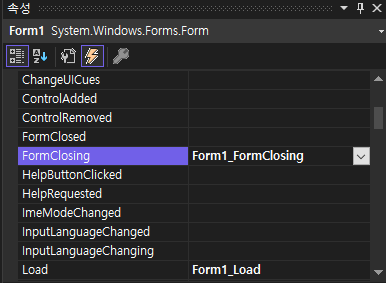 속성
Form1 System.Windows.Forms.Form
ChangeUICues
ControlAdded
ControlRemoved
FormClosed
FormClosing Form1_FormClosing
HelpButtonClicked
HelpRequested
ImeModeChanged
InputLanguageChanged
InputLanguageChanging
Load Form1_Load